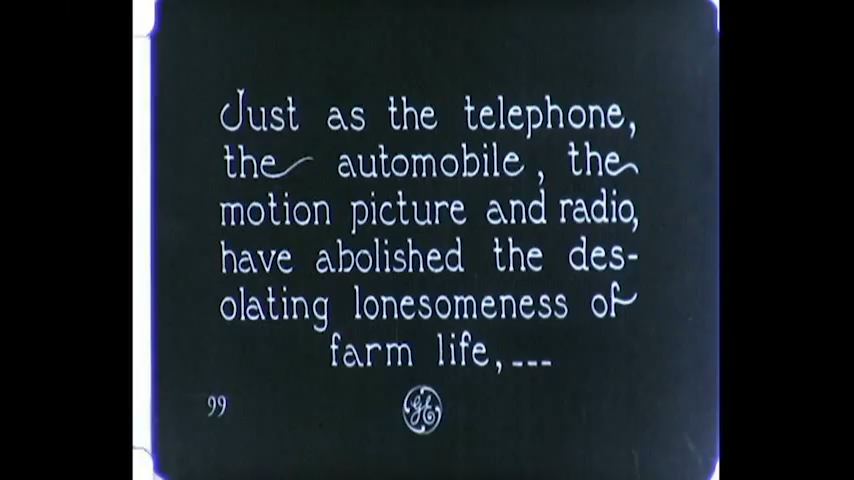 Just as the telephone,
the automobile, the
motion picture and radio,
have abolished the des-
olating lonesomeness of
farm life,---
99
GE